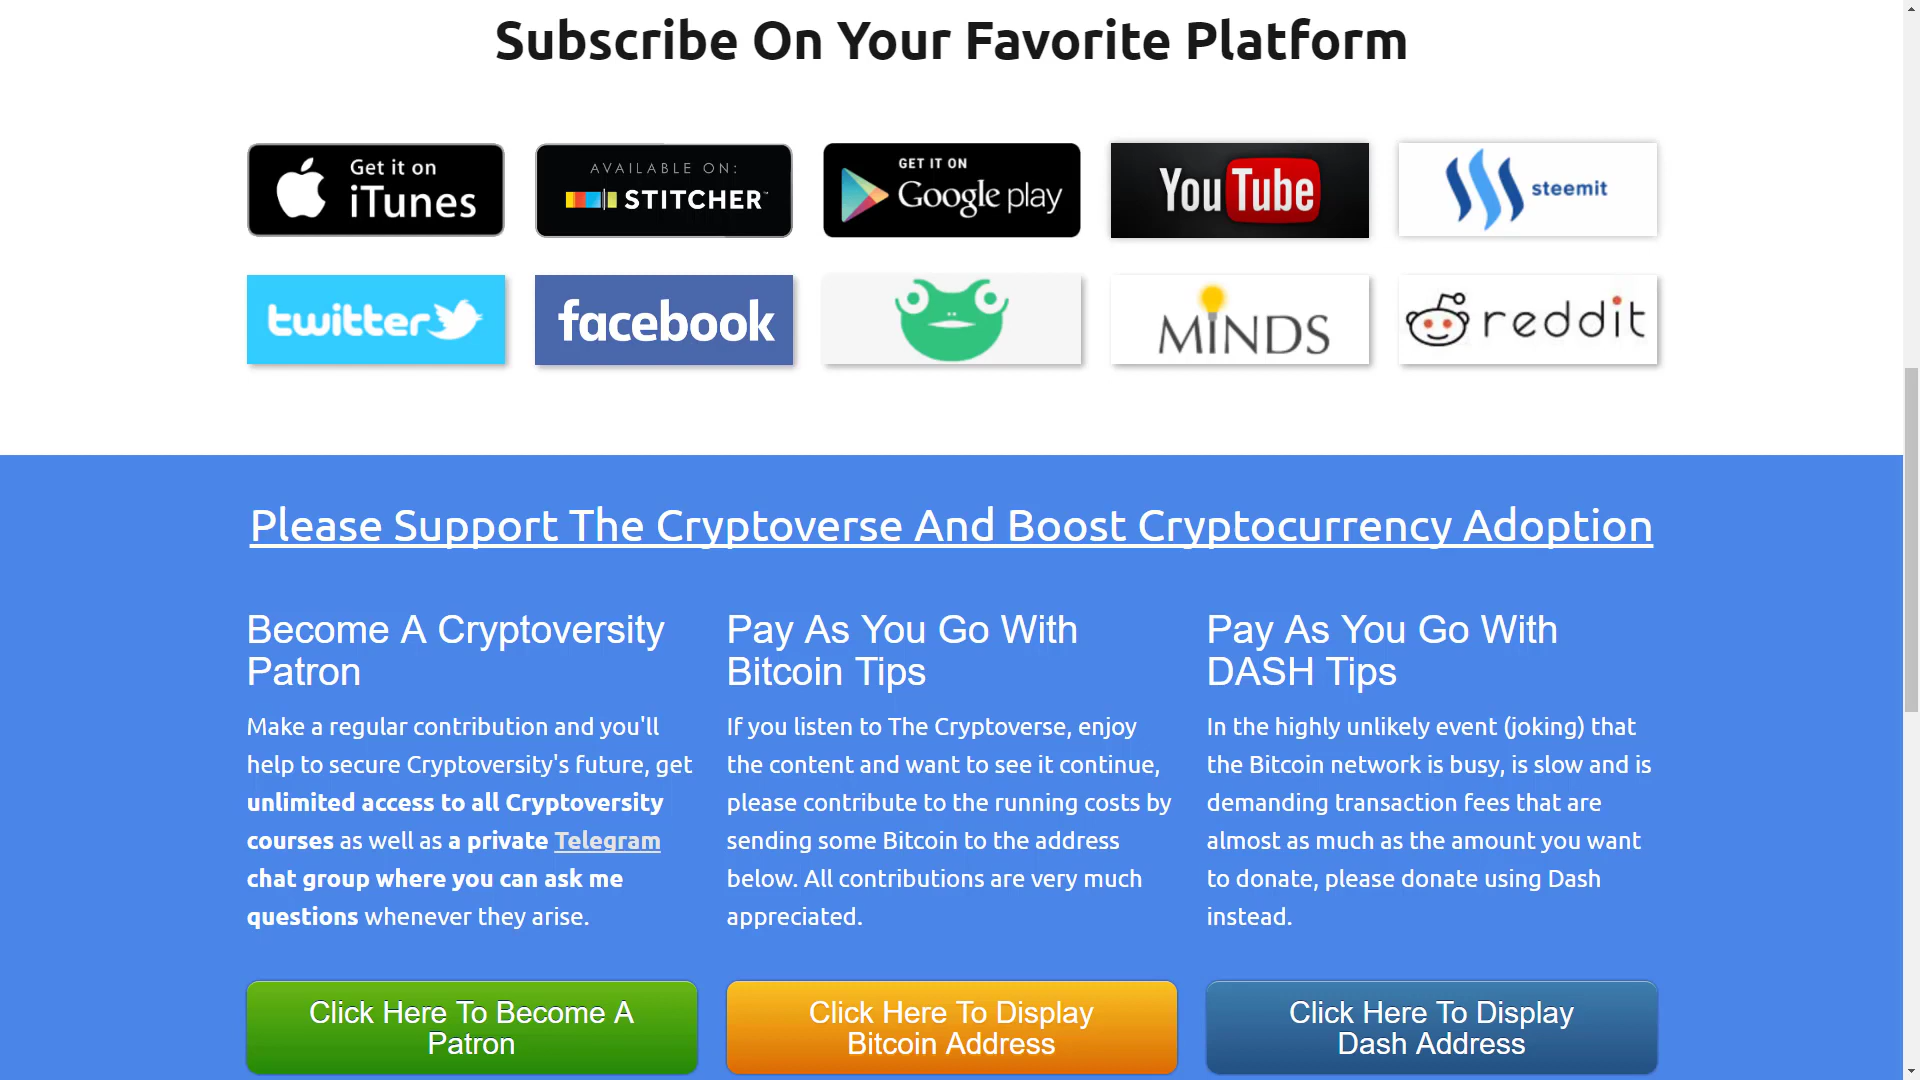 Subscribe On Your Favorite Platform
Get it on
iTunes
AVAILABLE ON:
STITCHER
GET IT ON
Google play
YouTube
steemit
twitter
facebook
MINDS
reddit
Please Support The Cryptoverse And Boost Cryptocurrency Adoption
Become A Cryptoversity
Patron
Make a regular contribution and you'll
help to secure Cryptoversity's future, get
unlimited access to all Cryptoversity
courses as well as a private Telegram
chat group where you can ask me
questions whenever they arise.
Click Here To Become A
Patron
Pay As You Go With
Bitcoin Tips
If you listen to The Cryptoverse, enjoy
the content and want to see it continue,
please contribute to the running costs by
sending some Bitcoin to the address
below. All contributions are very much
appreciated.
Click Here To Display
Bitcoin Address
Pay As You Go With
DASH Tips
In the highly unlikely event (joking) that
the Bitcoin network is busy, is slow and is
demanding transaction fees that are
almost as much as the amount you want
to donate, please donate using Dash
instead.
Click Here To Display
Dash Address